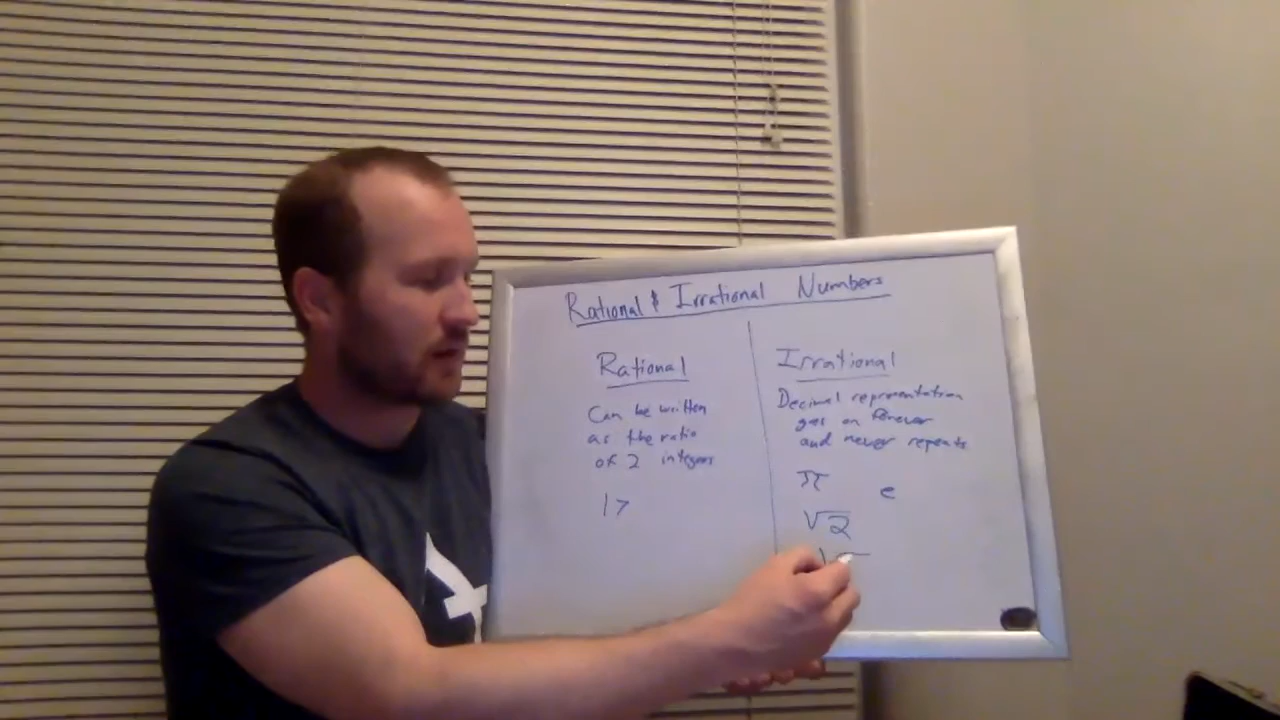 Rational & Irrational Numbers
Rational
Can be written
as the ratio
of 2 integers
17
Irrational
Decimal representation
goes on forever
and never repeats
π e
√2